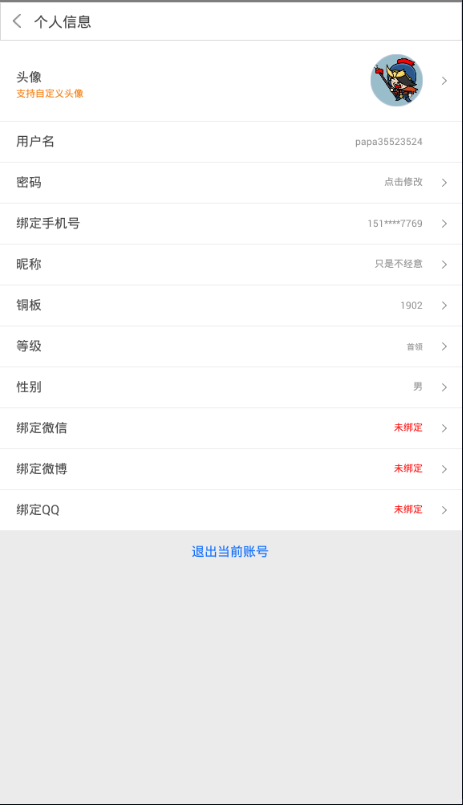 个人信息
头像
支持自定义头像
用户名 papa35523524
密码 点击修改
绑定手机号 151****7769
昵称 只是不经意
铜板 1902
等级 首领
性别 男
绑定微信 未绑定
绑定微博 未绑定
绑定QQ 未绑定
退出当前账号